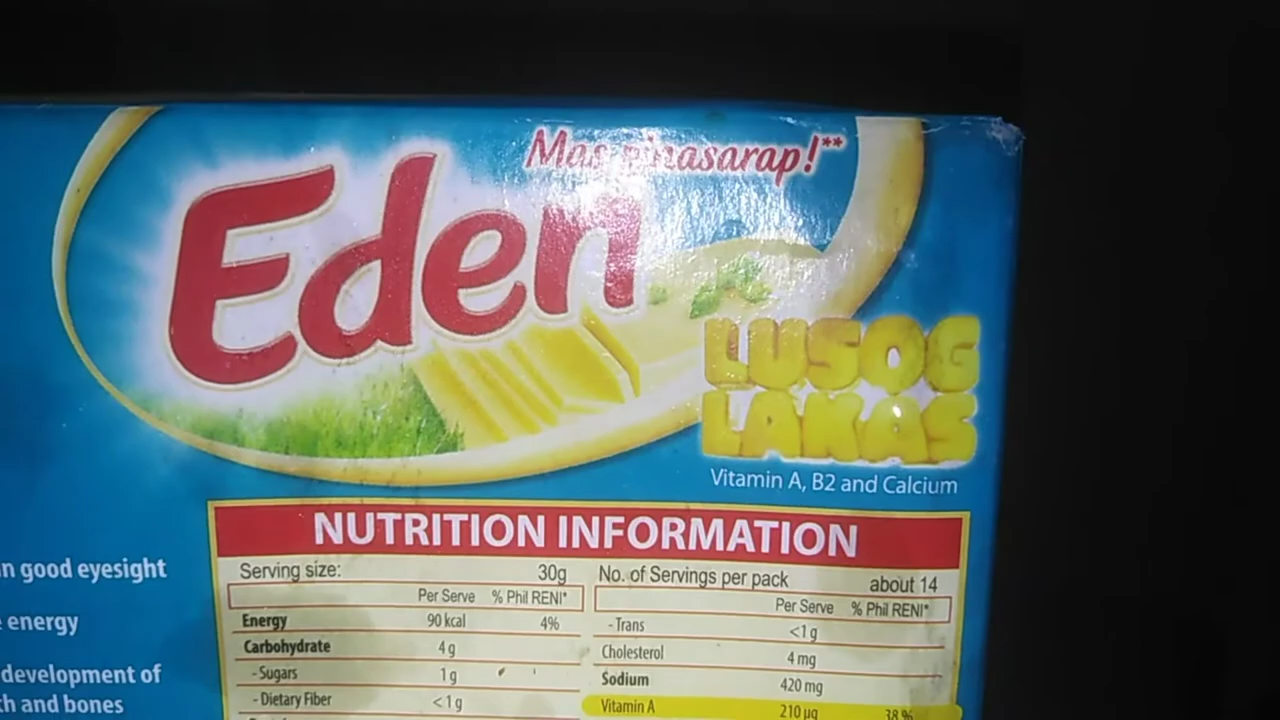 Mas pinasarap!**
Eden
LUSOG
LAKAS
Vitamin A, B2 and Calcium
n good eyesight
energy
development of
th and bones
NUTRITION INFORMATION
Serving size: 30g
Per Serve % Phil RENI*
Energy 90 kcal 4%
Carbohydrate 4 g
- Sugars 1 g
- Dietary Fiber <1 g
No. of Servings per pack about 14
Per Serve % Phil RENI*
- Trans <1 g
Cholesterol 4 mg
Sodium 420 mg
Vitamin A 210 µg 38 %